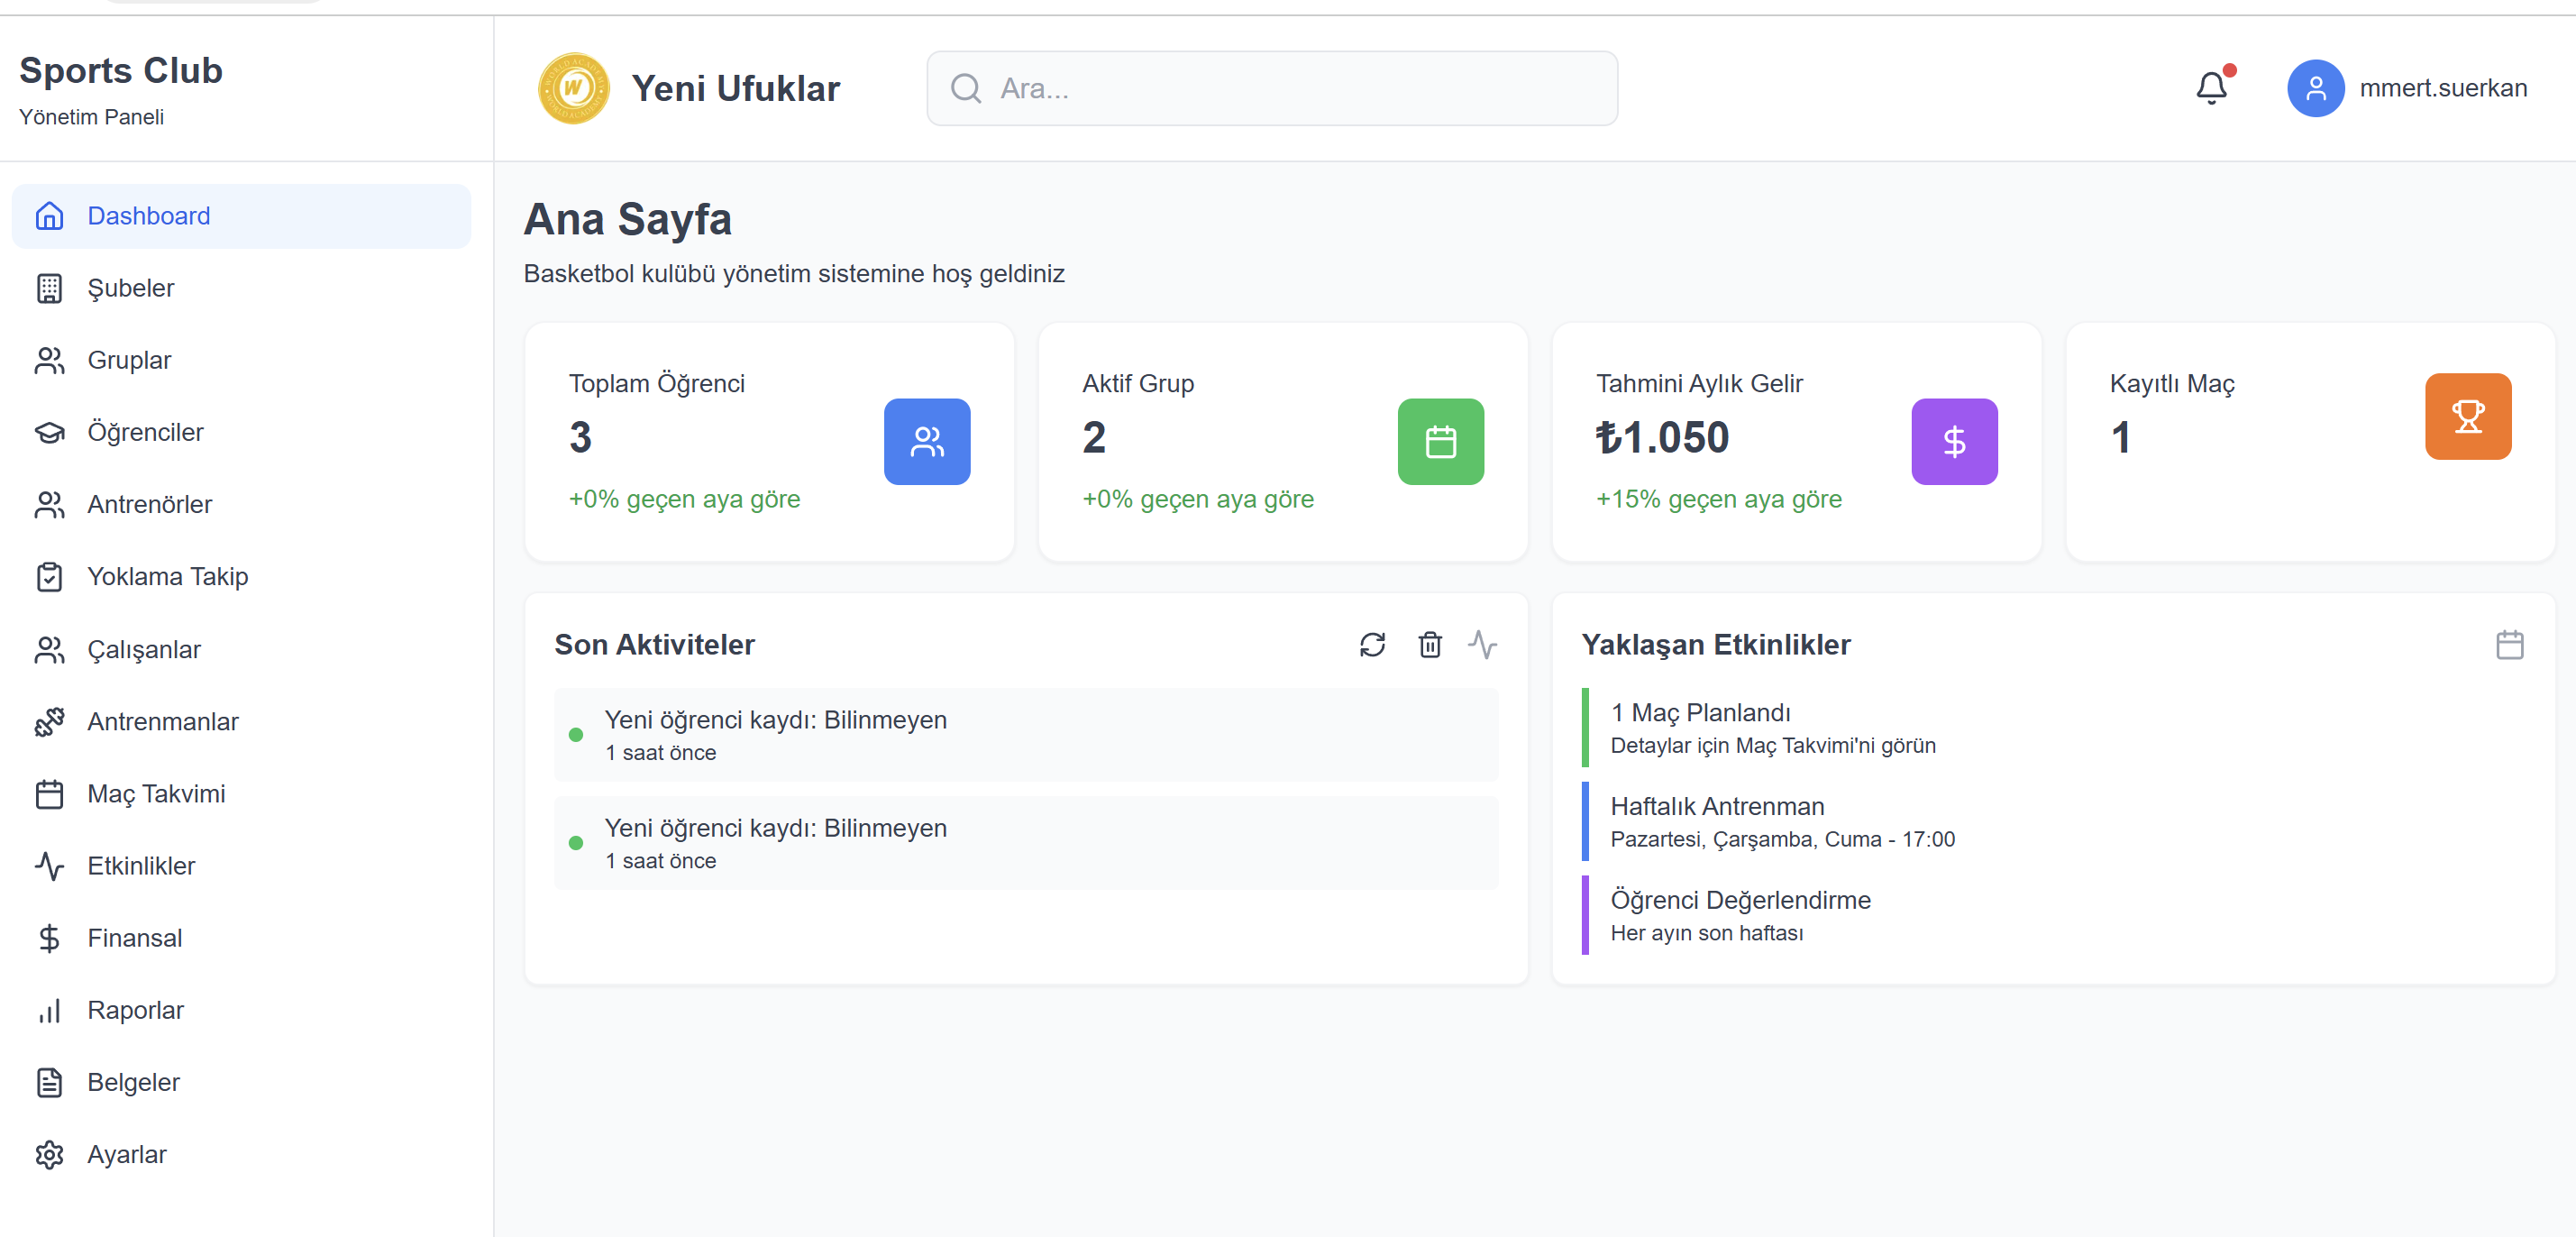 Sports Club
Yönetim Paneli
Yeni Ufuklar
Ara...
mmert.suerkan
Dashboard
Şubeler
Gruplar
Öğrenciler
Antrenörler
Yoklama Takip
Çalışanlar
Antrenmanlar
Maç Takvimi
Etkinlikler
Finansal
Raporlar
Belgeler
Ayarlar
Ana Sayfa
Basketbol kulübü yönetim sistemine hoş geldiniz
Toplam Öğrenci
3
+0% geçen aya göre
Aktif Grup
2
+0% geçen aya göre
Tahmini Aylık Gelir
₺1.050
+15% geçen aya göre
Kayıtlı Maç
1
Son Aktiviteler
Yeni öğrenci kaydı: Bilinmeyen
1 saat önce
Yeni öğrenci kaydı: Bilinmeyen
1 saat önce
Yaklaşan Etkinlikler
1 Maç Planlandı
Detaylar için Maç Takvimi'ni görün
Haftalık Antrenman
Pazartesi, Çarşamba, Cuma - 17:00
Öğrenci Değerlendirme
Her ayın son haftası